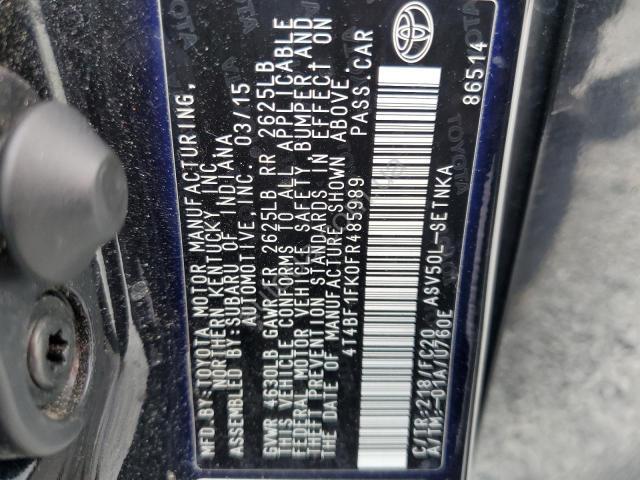 MFD.BY:TOYOTA MOTOR MANUFACTURING,
NORTHERN KENTUCKY INC.
ASSEMBLED BY:SUBARU OF INDIANA
AUTOMOTIVE INC. 03/15
GVWR 4630LB GAWR FR 2625LB RR 2625LB
THIS VEHICLE CONFORMS TO ALL APPLICABLE
FEDERAL MOTOR VEHICLE SAFETY, BUMPER AND
THEFT PREVENTION STANDARDS IN EFFECT ON
THE DATE OF MANUFACTURE SHOWN ABOVE.
4T4BF1FK0FR485989 PASS.CAR
C/TR:218/FC20 ASV50L-SETNKA
A/TM:-01A/U760E 86514
TOYOTA